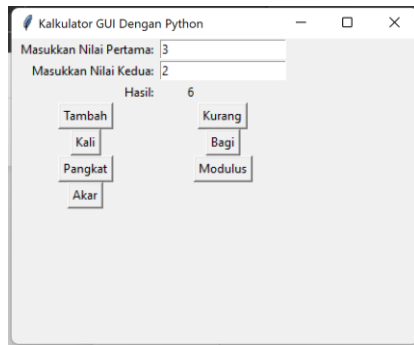 Kalkulator GUI Dengan Python
Masukkan Nilai Pertama: 3
Masukkan Nilai Kedua: 2
Hasil: 6
Tambah Kurang
Kali Bagi
Pangkat Modulus
Akar